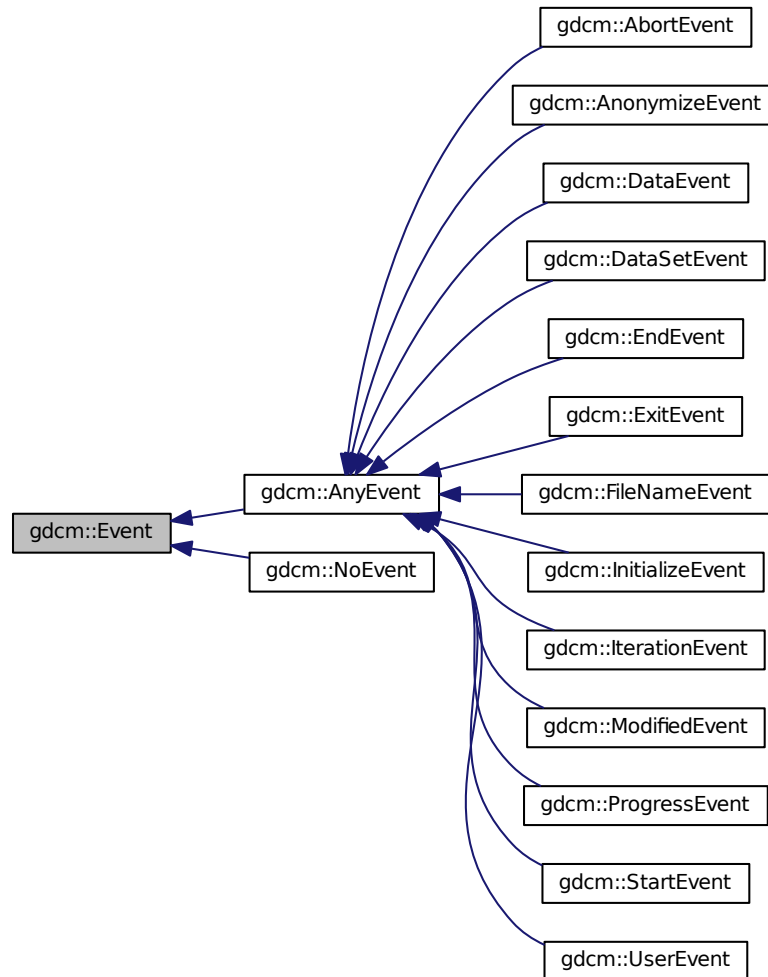 gdcm::AbortEvent
gdcm::AnonymizeEvent
gdcm::DataEvent
gdcm::DataSetEvent
gdcm::EndEvent
gdcm::ExitEvent
gdcm::AnyEvent
gdcm::FileNameEvent
gdcm::Event
gdcm::NoEvent
gdcm::InitializeEvent
gdcm::IterationEvent
gdcm::ModifiedEvent
gdcm::ProgressEvent
gdcm::StartEvent
gdcm::UserEvent